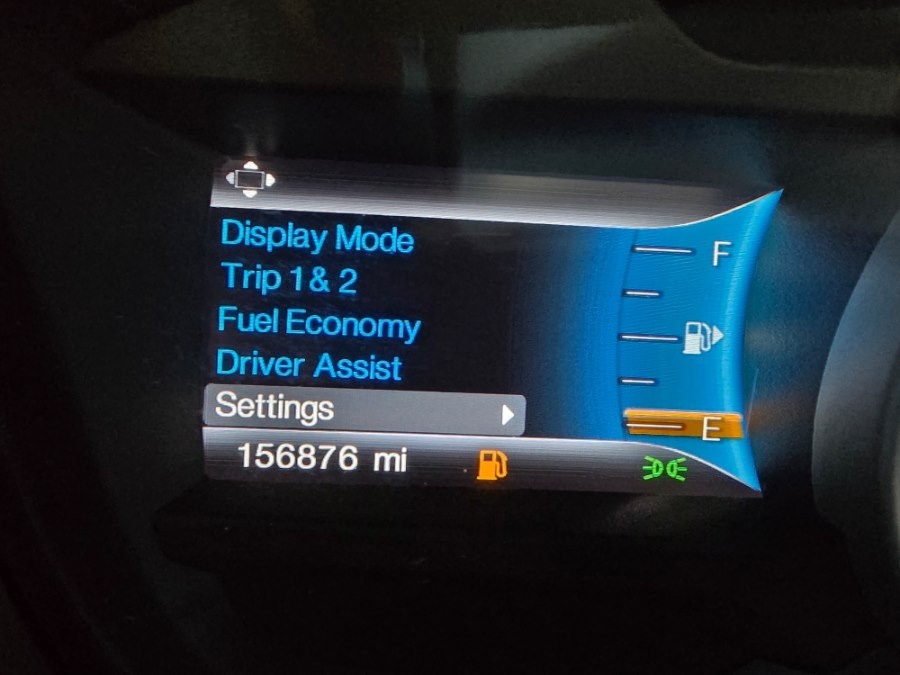 Display Mode
Trip 1 & 2
Fuel Economy
Driver Assist
Settings
156876 mi
F
E